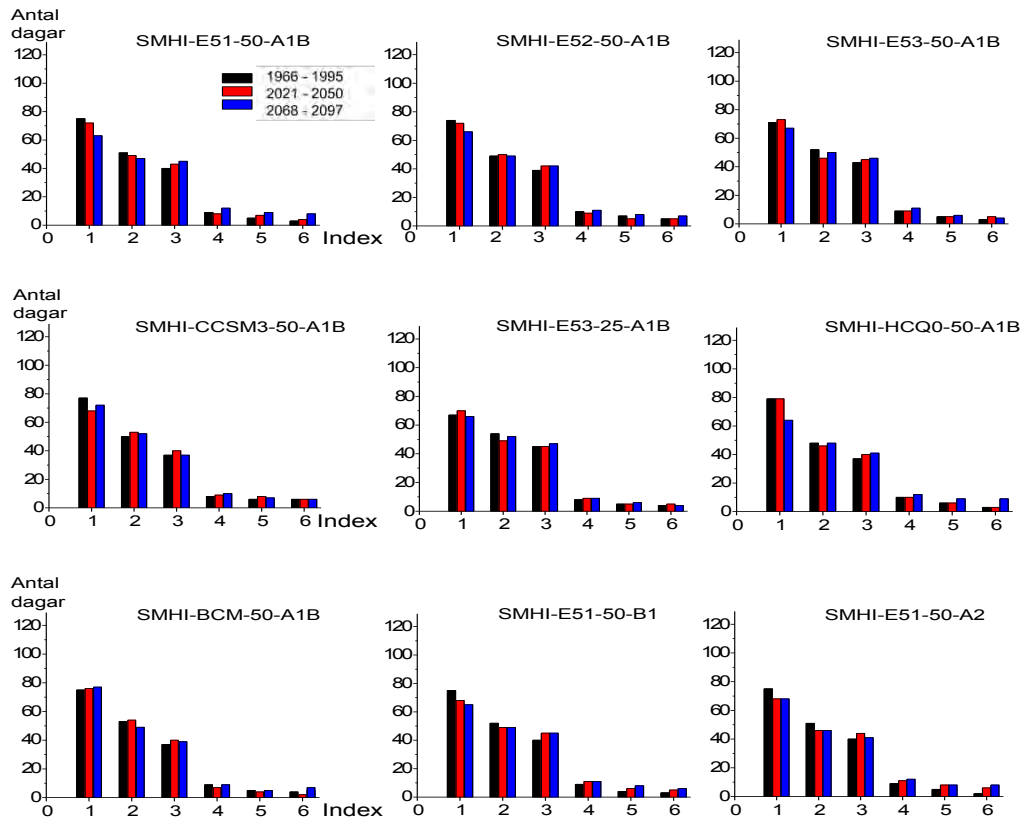 Antal
dagar
SMHI-E51-50-A1B
120
100
80
60
40
20
0
0 1 2 3 4 5 6 Index
1966 - 1995
2021 - 2050
2068 - 2097
SMHI-E52-50-A1B
120
100
80
60
40
20
0
0 1 2 3 4 5 6
SMHI-E53-50-A1B
120
100
80
60
40
20
0
0 1 2 3 4 5 6
Antal
dagar
SMHI-CCSM3-50-A1B
120
100
80
60
40
20
0
0 1 2 3 4 5 6 Index
SMHI-E53-25-A1B
120
100
80
60
40
20
0
0 1 2 3 4 5 6
SMHI-HCQ0-50-A1B
120
100
80
60
40
20
0
0 1 2 3 4 5 6
Antal
dagar
SMHI-BCM-50-A1B
120
100
80
60
40
20
0
0 1 2 3 4 5 6 Index
SMHI-E51-50-B1
120
100
80
60
40
20
0
0 1 2 3 4 5 6
SMHI-E51-50-A2
120
100
80
60
40
20
0
0 1 2 3 4 5 6